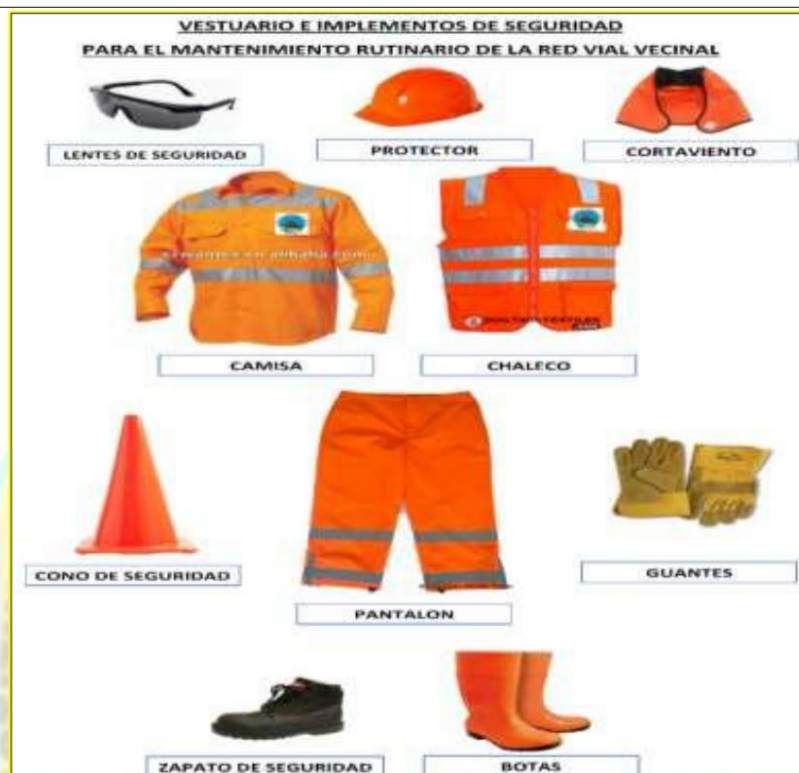 VESTUARIO E IMPLEMENTOS DE SEGURIDAD
PARA EL MANTENIMIENTO RUTINARIO DE LA RED VIAL VECINAL
LENTES DE SEGURIDAD
PROTECTOR
CORTAVIENTO
CAMISA
CHALECO
CONO DE SEGURIDAD
PANTALON
GUANTES
ZAPATO DE SEGURIDAD
BOTAS